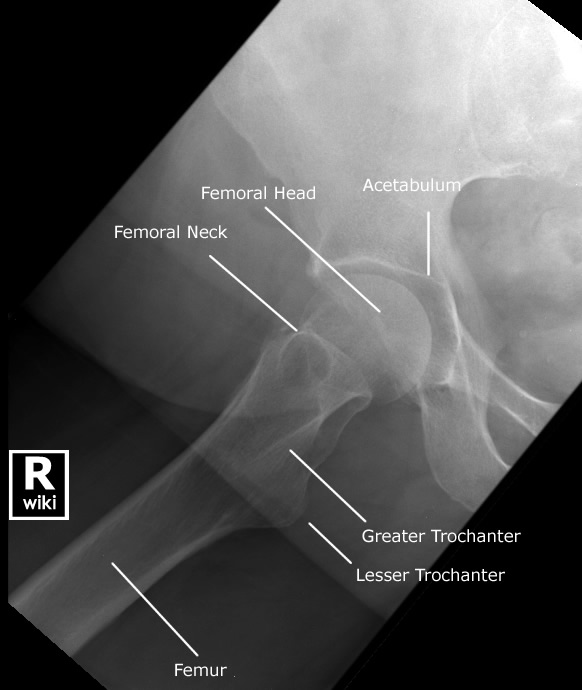 Acetabulum
Femoral Head
Femoral Neck
R
wiki
Greater Trochanter
Lesser Trochanter
Femur